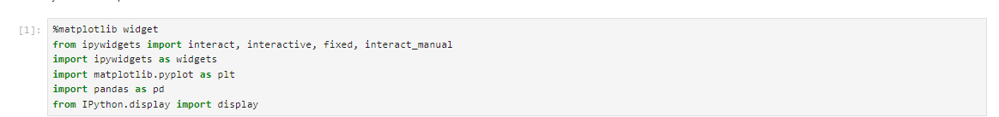 [1]:
%matplotlib widget
from ipywidgets import interact, interactive, fixed, interact_manual
import ipywidgets as widgets
import matplotlib.pyplot as plt
import pandas as pd
from IPython.display import display